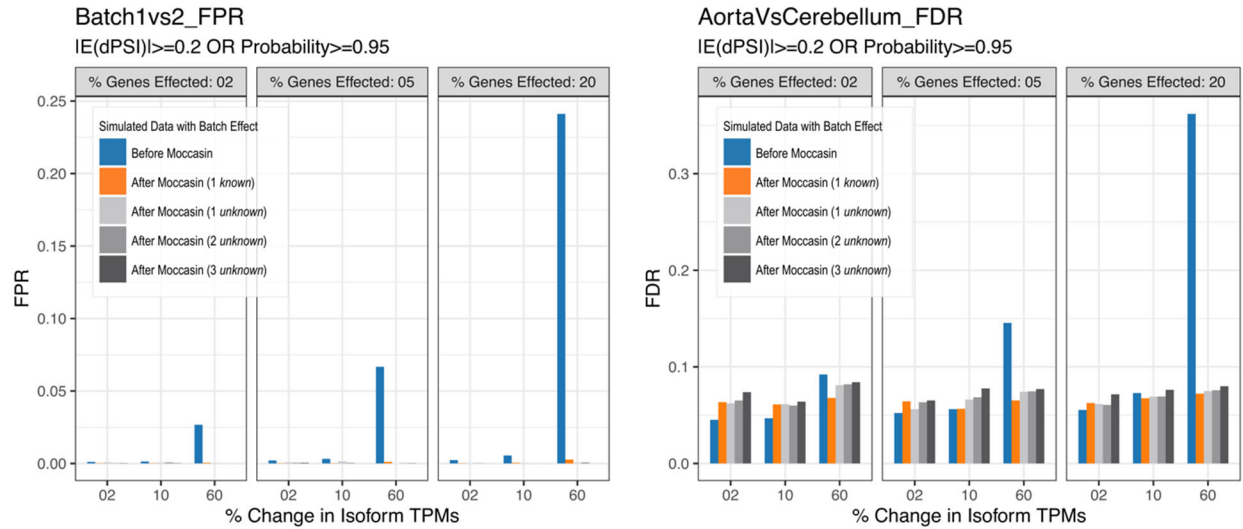 Batch1vs2_FPR
|E(dPSI)|>=0.2 OR Probability>=0.95
% Genes Effected: 02
% Genes Effected: 05
% Genes Effected: 20
0.25
0.20
0.15
0.10
0.05
0.00
FPR
Simulated Data with Batch Effect
Before Moccasin
After Moccasin (1 known)
After Moccasin (1 unknown)
After Moccasin (2 unknown)
After Moccasin (3 unknown)
02 10 60
02 10 60
02 10 60
% Change in Isoform TPMs
AortaVsCerebellum_FDR
|E(dPSI)|>=0.2 OR Probability>=0.95
% Genes Effected: 02
% Genes Effected: 05
% Genes Effected: 20
0.3
0.2
0.1
0.0
FDR
Simulated Data with Batch Effect
Before Moccasin
After Moccasin (1 known)
After Moccasin (1 unknown)
After Moccasin (2 unknown)
After Moccasin (3 unknown)
02 10 60
02 10 60
02 10 60
% Change in Isoform TPMs